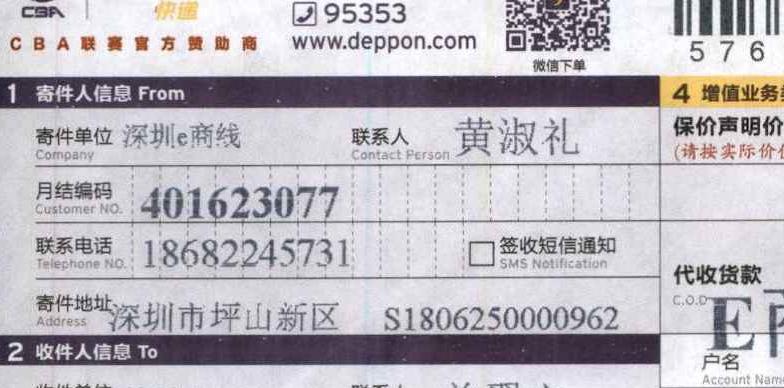 CBA 快递 95353
CBA联赛官方赞助商 www.deppon.com
微信下单
576
1 寄件人信息 From
4 增值业务
寄件单位 深圳e商线 联系人 黄淑礼
Company Contact Person
保价声明价
(请按实际价
月结编码 401623077
Customer NO.
联系电话 18682245731 签收短信通知
Telephone NO. SMS Notification
代收货款
C.O.D
寄件地址 深圳市坪山新区 S1806250000962
Address
E
2 收件人信息 To
户名
Account Name